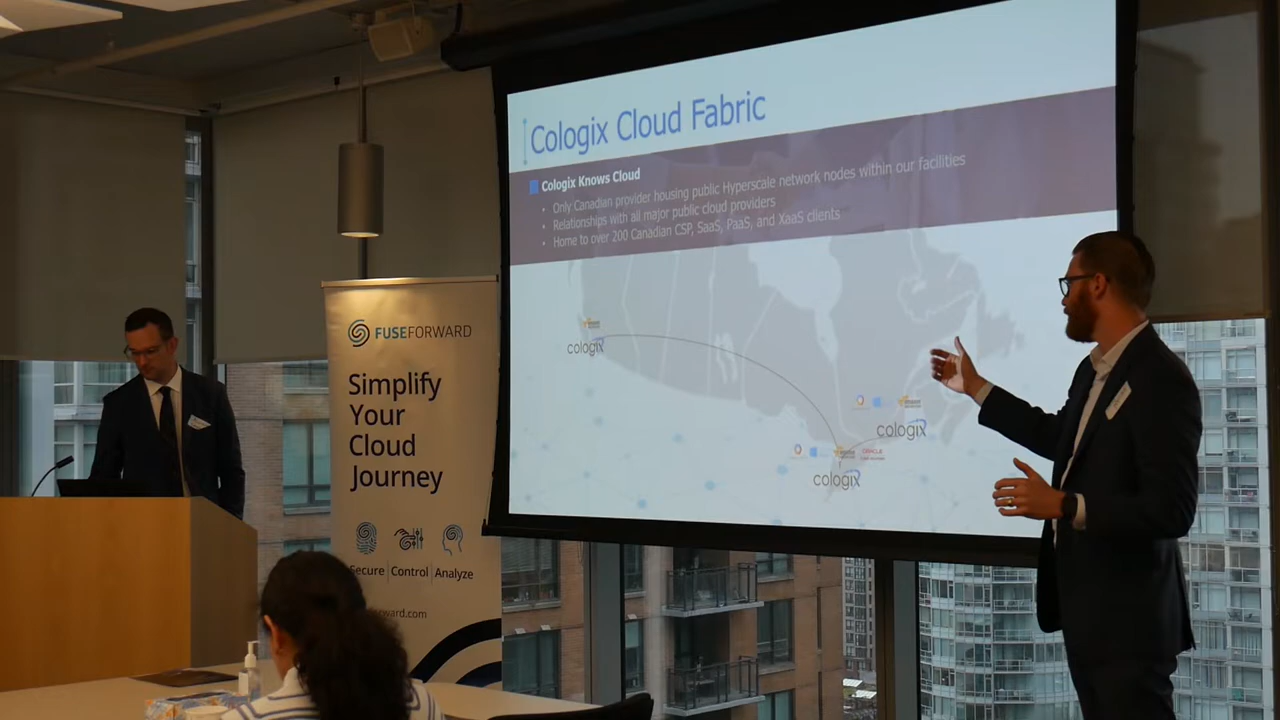 Cologix Cloud Fabric
Cologix Knows Cloud
• Only Canadian provider housing public Hyperscale network nodes within our facilities
• Relationships with all major public cloud providers
• Home to over 200 Canadian CSP, SaaS, PaaS, and XaaS clients
cologix
cologix
ORACLE
cologix
FUSEFORWARD
Simplify
Your
Cloud
Journey
Secure | Control | Analyze
rward.com